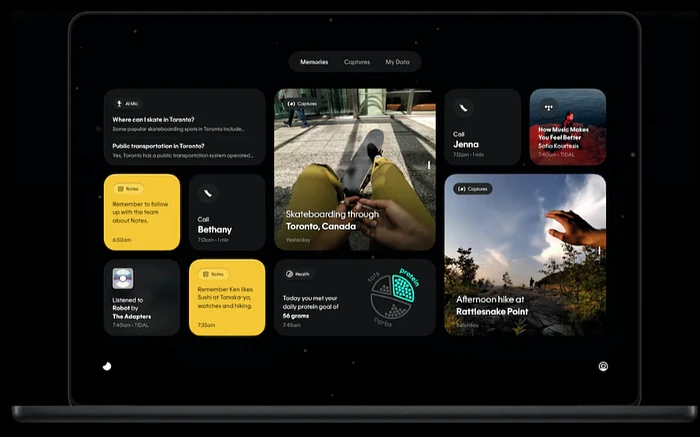 Memories
Captures
My Data
Ai Mic
Where can I skate in Toronto?
Some popular skateboarding spots in Toronto include..
Public transportation in Toronto?
Yes, Toronto has a public transportation system operated..
Captures
Skateboarding through
Toronto, Canada
Yesterday
Call
Jenna
7:12am • 1 min
How Music Makes
You Feel Better
Sofia Kourtesis
7:40am • TIDAL
Notes
Remember to follow
up with the team
about Notes.
6:50am
Call
Bethany
7:13am • 1 min
Captures
Afternoon hike at
Rattlesnake Point
Saturday
Listened to
Robot by
The Adapters
7:43am • TIDAL
Notes
Remember Ken likes
Sushi at Tanaka-ya,
watches and hiking.
7:35am
Health
Today you met your
daily protein goal of
56 grams
7:45am
fats
protein
carbs